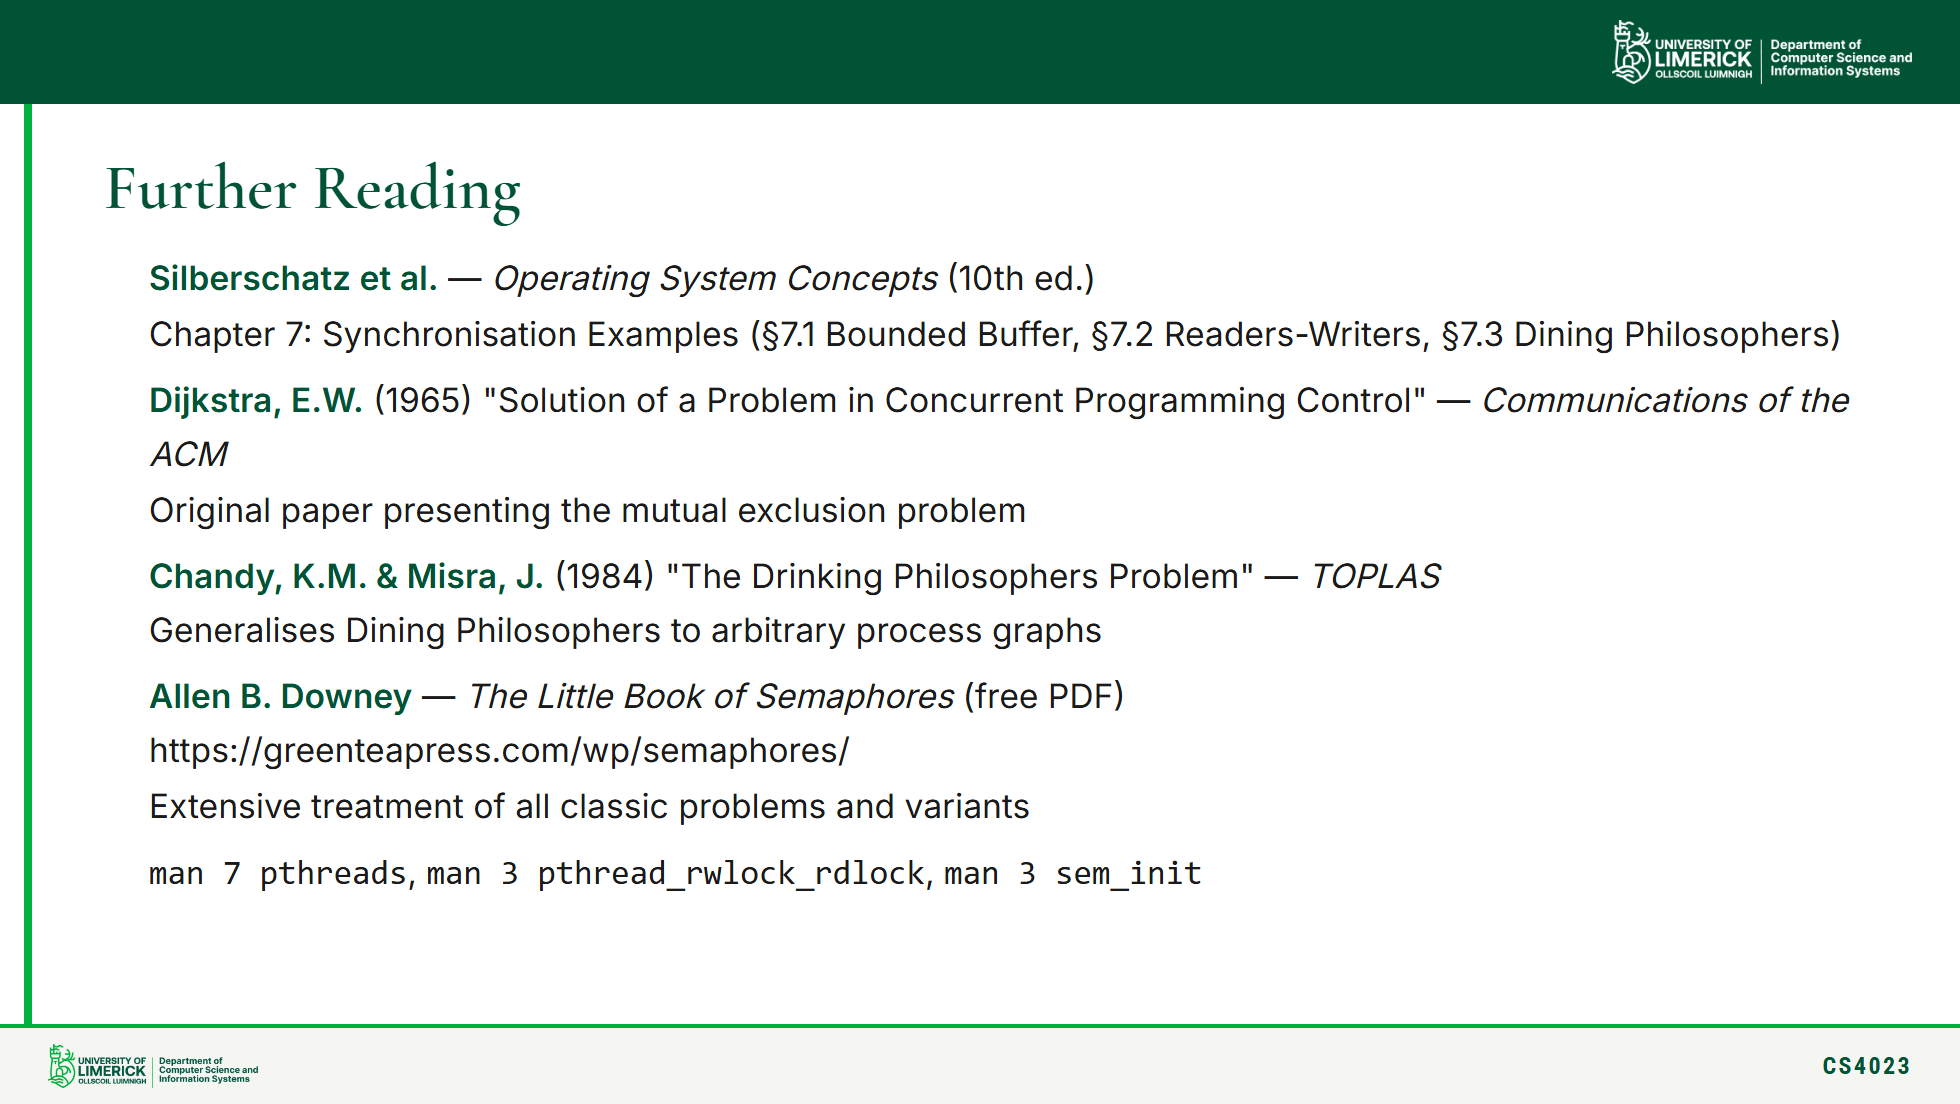 UNIVERSITY OF
LIMERICK
OLLSCOIL LUIMNIGH
Department of
Computer Science and
Information Systems
Further Reading
Silberschatz et al. — Operating System Concepts (10th ed.)
Chapter 7: Synchronisation Examples (§7.1 Bounded Buffer, §7.2 Readers-Writers, §7.3 Dining Philosophers)
Dijkstra, E.W. (1965) "Solution of a Problem in Concurrent Programming Control" — Communications of the
ACM
Original paper presenting the mutual exclusion problem
Chandy, K.M. & Misra, J. (1984) "The Drinking Philosophers Problem" — TOPLAS
Generalises Dining Philosophers to arbitrary process graphs
Allen B. Downey — The Little Book of Semaphores (free PDF)
https://greenteapress.com/wp/semaphores/
Extensive treatment of all classic problems and variants
man 7 pthreads, man 3 pthread_rwlock_rdlock, man 3 sem_init
UNIVERSITY OF
LIMERICK
OLLSCOIL LUIMNIGH
Department of
Computer Science and
Information Systems
CS4023